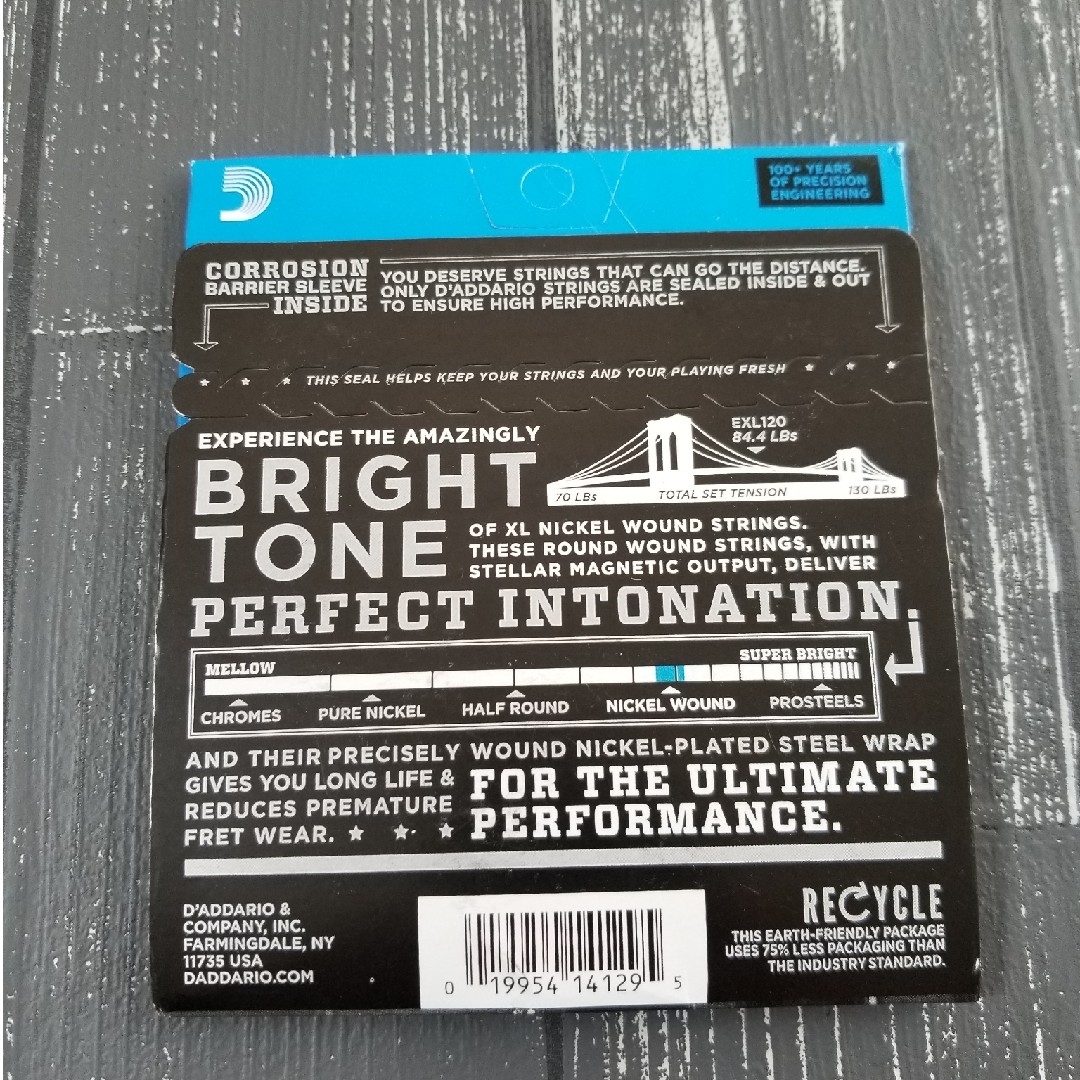 100+ YEARS
OF PRECISION
ENGINEERING
CORROSION
BARRIER SLEEVE
INSIDE
YOU DESERVE STRINGS THAT CAN GO THE DISTANCE.
ONLY D'ADDARIO STRINGS ARE SEALED INSIDE & OUT
TO ENSURE HIGH PERFORMANCE.
THIS SEAL HELPS KEEP YOUR STRINGS AND YOUR PLAYING FRESH
EXPERIENCE THE AMAZINGLY
BRIGHT
TONE
EXL120
84.4 LBs
70 LBs TOTAL SET TENSION 130 LBs
OF XL NICKEL WOUND STRINGS.
THESE ROUND WOUND STRINGS, WITH
STELLAR MAGNETIC OUTPUT, DELIVER
PERFECT INTONATION.
MELLOW SUPER BRIGHT
CHROMES PURE NICKEL HALF ROUND NICKEL WOUND PROSTEELS
AND THEIR PRECISELY WOUND NICKEL-PLATED STEEL WRAP
GIVES YOU LONG LIFE &
REDUCES PREMATURE
FRET WEAR.
FOR THE ULTIMATE
PERFORMANCE.
D'ADDARIO &
COMPANY, INC.
FARMINGDALE, NY
11735 USA
DADDARIO.COM
0 19954 14129 5
RECYCLE
THIS EARTH-FRIENDLY PACKAGE
USES 75% LESS PACKAGING THAN
THE INDUSTRY STANDARD.